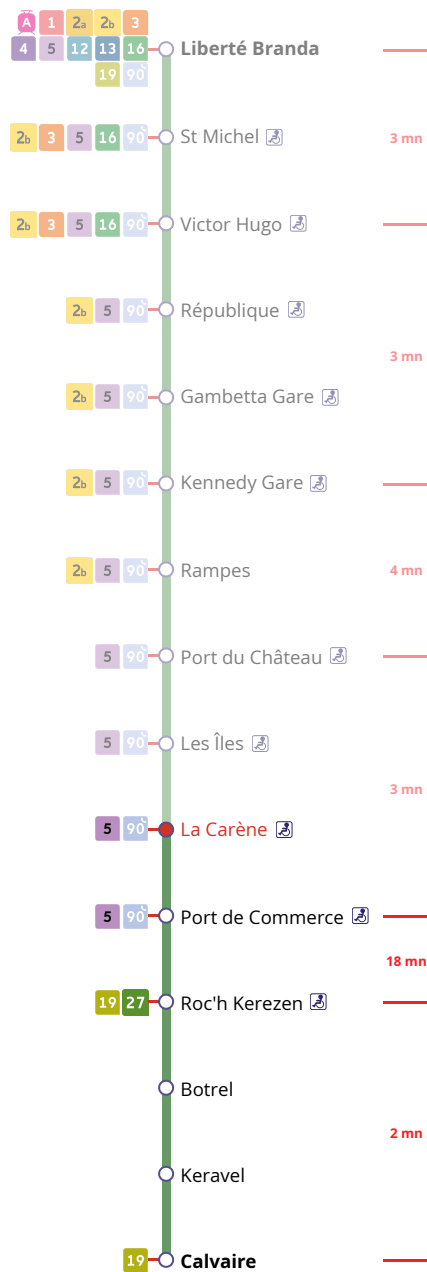 A 1 2a 2b 3
4 5 12 13 16 Liberté Branda
19 90
2b 3 5 16 90 St Michel 3 mn
2b 3 5 16 90 Victor Hugo
2b 5 90 République
3 mn
2b 5 90 Gambetta Gare
2b 5 90 Kennedy Gare
2b 5 90 Rampes 4 mn
5 90 Port du Château
5 90 Les Îles
3 mn
5 90 La Carène
5 90 Port de Commerce
18 mn
19 27 Roc'h Kerezen
Botrel
2 mn
Keravel
19 Calvaire